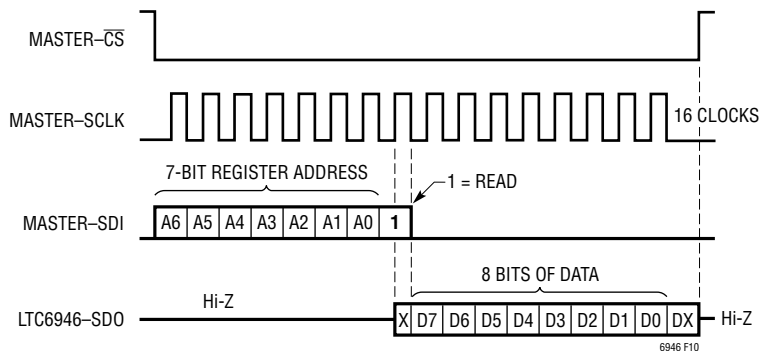 MASTER–CS
MASTER–SCLK
16 CLOCKS
7-BIT REGISTER ADDRESS
1 = READ
MASTER–SDI
A6 A5 A4 A3 A2 A1 A0 1
8 BITS OF DATA
Hi-Z
LTC6946–SDO
X D7 D6 D5 D4 D3 D2 D1 D0 DX
Hi-Z
6946 F10